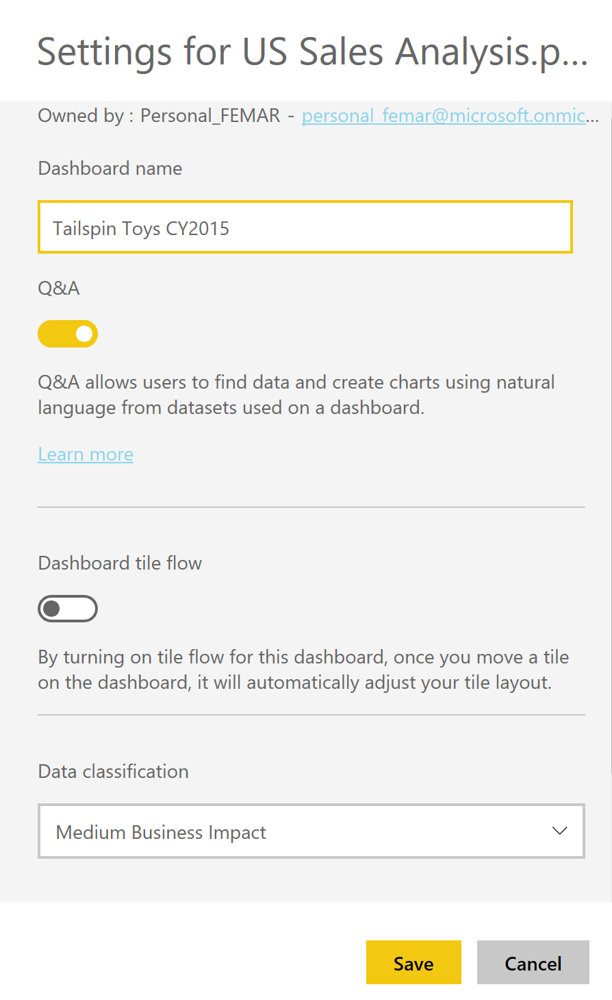 Settings for US Sales Analysis.p...
Owned by : Personal_FEMAR - personal_femar@microsoft.onmic...
Dashboard name
Tailspin Toys CY2015
Q&A
Q&A allows users to find data and create charts using natural
language from datasets used on a dashboard.
Learn more
Dashboard tile flow
By turning on tile flow for this dashboard, once you move a tile
on the dashboard, it will automatically adjust your tile layout.
Data classification
Medium Business Impact
Save Cancel